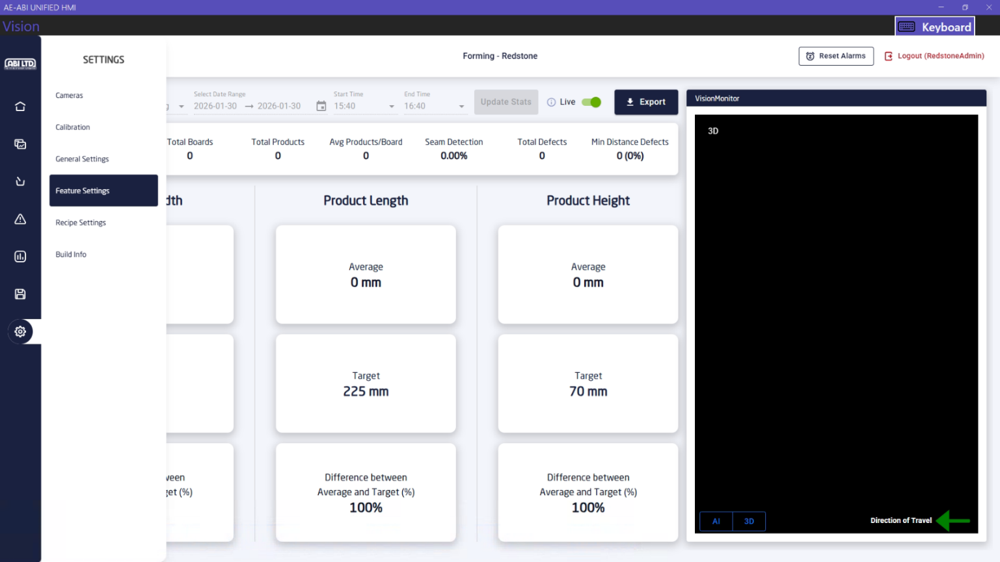 AE-ABI UNIFIED HMI
Vision
Keyboard
ABI LTD.
SETTINGS
Cameras
Calibration
General Settings
Feature Settings
Recipe Settings
Build Info
Forming - Redstone
Reset Alarms
Logout (RedstoneAdmin)
g
Select Date Range
2026-01-30 → 2026-01-30
Start Time
15:40
End Time
16:40
Update Stats
Live
Export
Total Boards
0
Total Products
0
Avg Products/Board
0
Seam Detection
0.00%
Total Defects
0
Min Distance Defects
0 (0%)
dth
Product Length
Product Height
Average
0 mm
Average
0 mm
Target
225 mm
Target
70 mm
veen
get (%)
Difference between
Average and Target (%)
100%
Difference between
Average and Target (%)
100%
VisionMonitor
3D
AI
3D
Direction of Travel